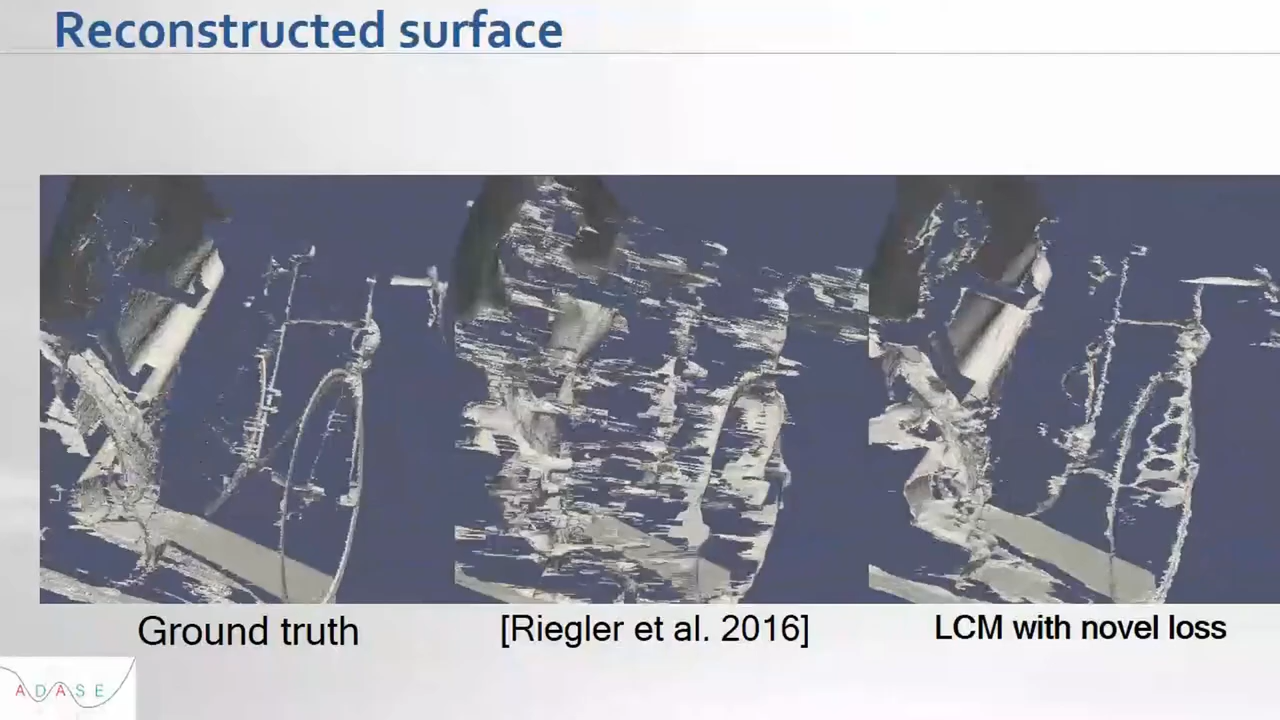 Reconstructed surface
Ground truth
[Riegler et al. 2016]
LCM with novel loss
ADASE